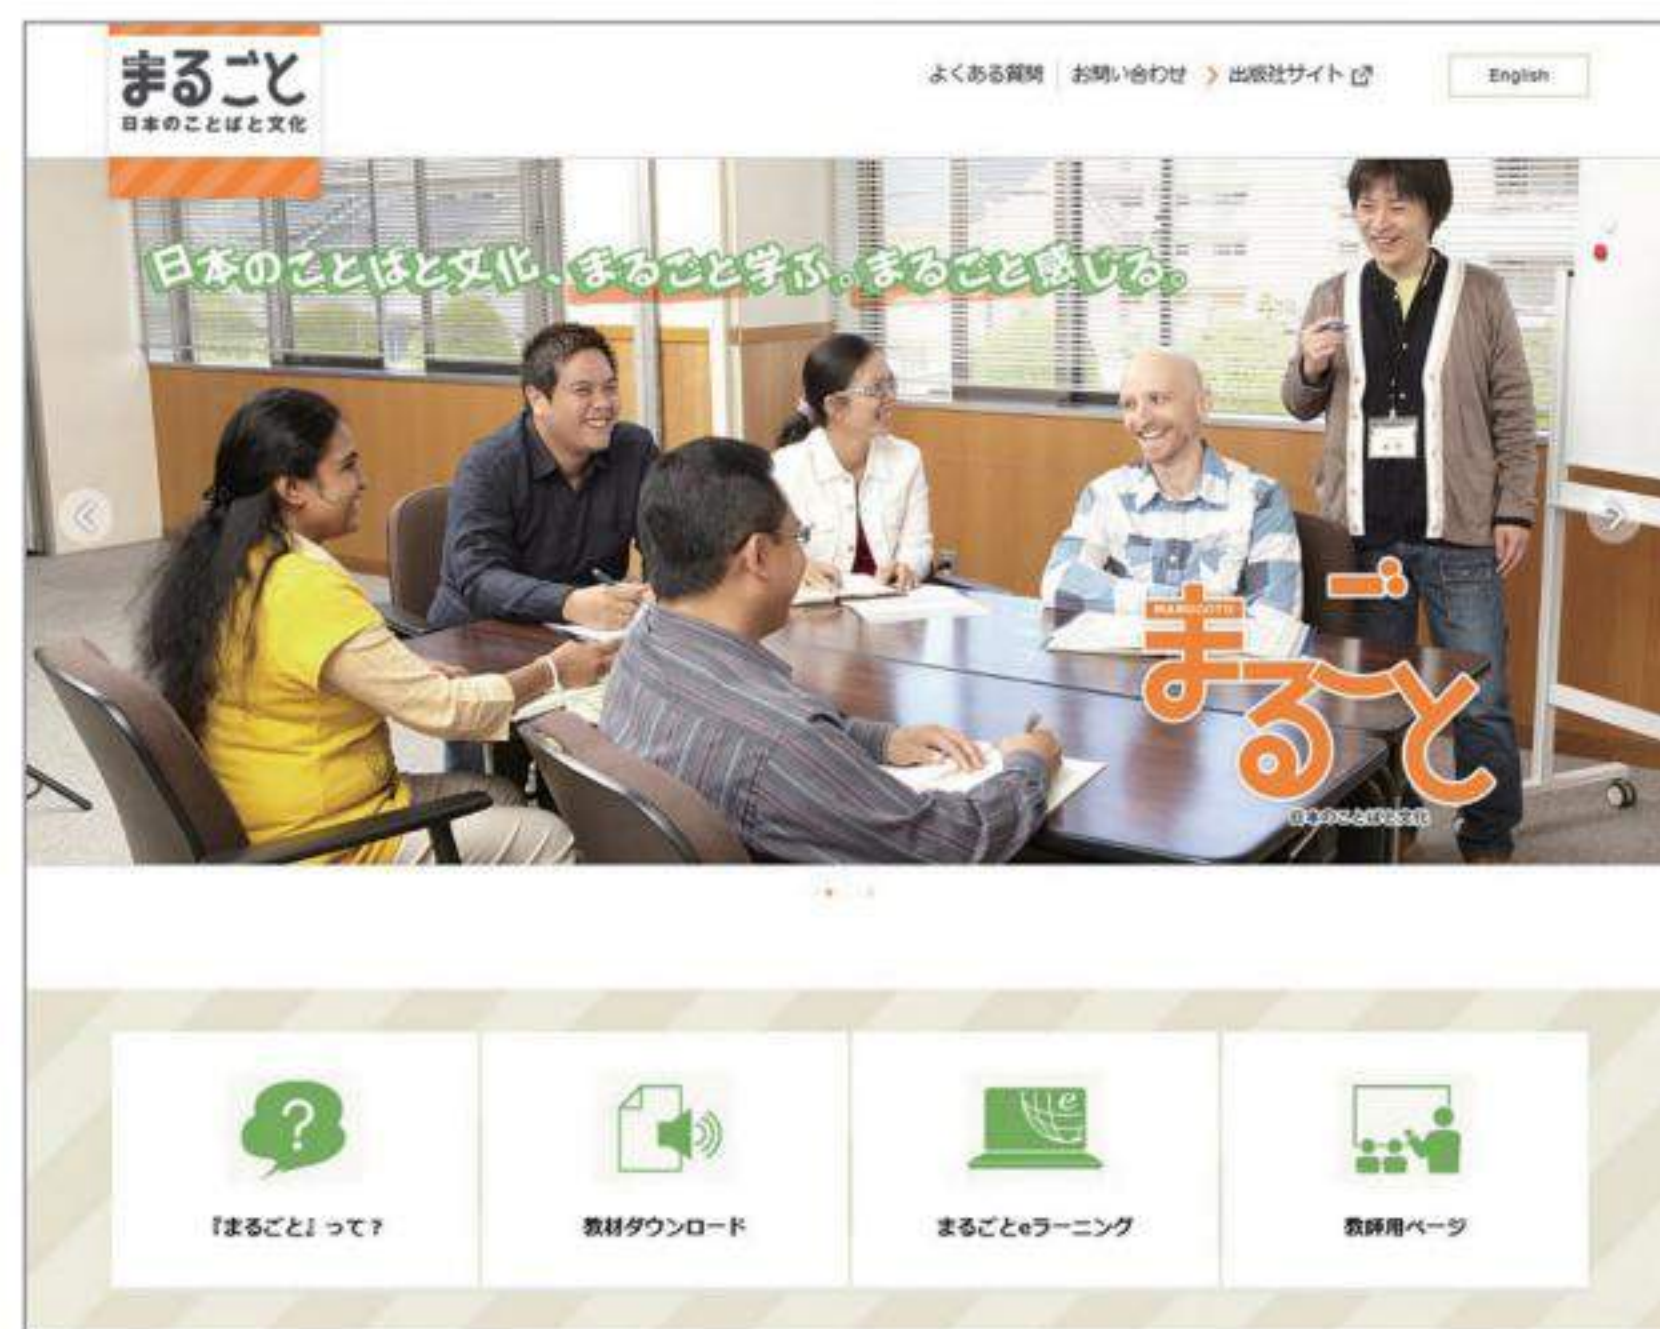 まるごと
日本のことばと文化
よくある質問
お問い合わせ
出版社サイト
English
日本のことばと文化、まるごと学ぶ。まるごと感じる。
MARUGOTO
まるごと
日本のことばと文化
『まるごと』って？
教材ダウンロード
まるごとeラーニング
教師用ページ